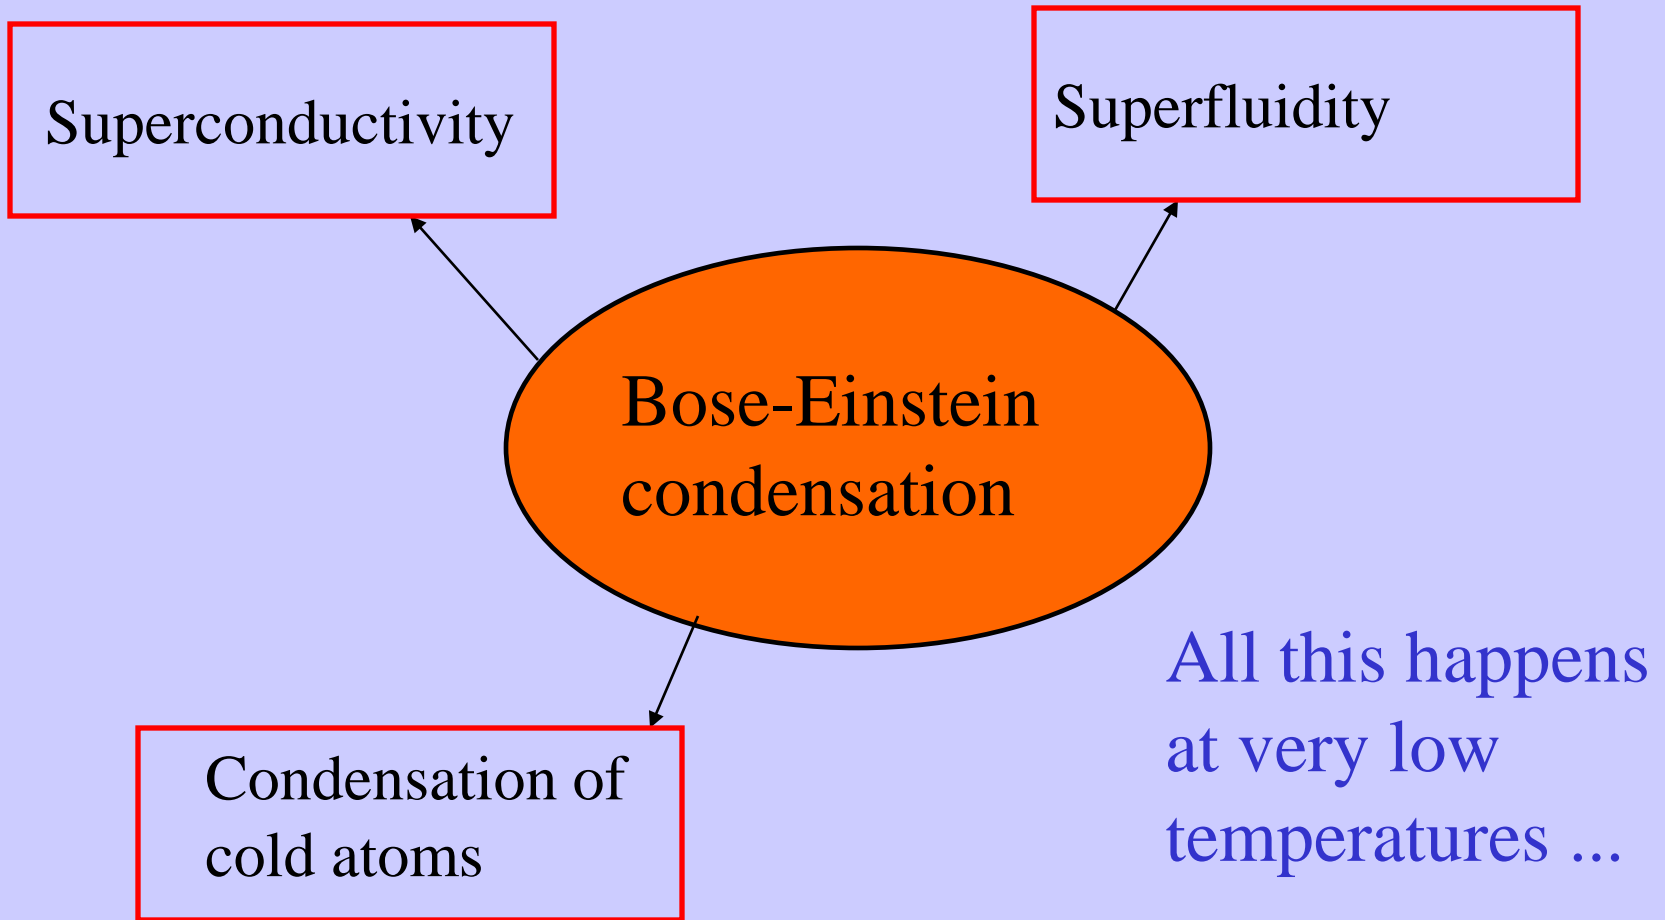 Superconductivity
Superfluidity
Bose-Einstein
condensation
Condensation of
cold atoms
All this happens
at very low
temperatures ...